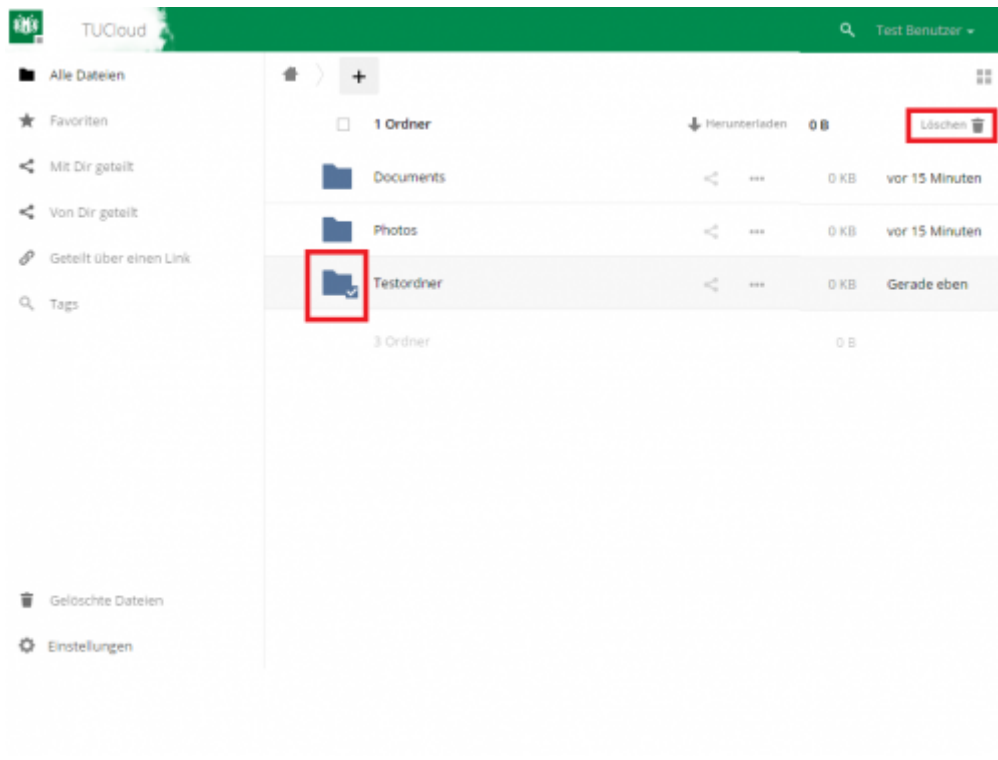 TUCloud
Test Benutzer
Alle Dateien
Favoriten
Mit Dir geteilt
Von Dir geteilt
Geteilt über einen Link
Tags
1 Ordner Herunterladen 0 B Löschen
Documents 0 KB vor 15 Minuten
Photos 0 KB vor 15 Minuten
Testordner 0 KB Gerade eben
3 Ordner 0 B
Gelöschte Dateien
Einstellungen